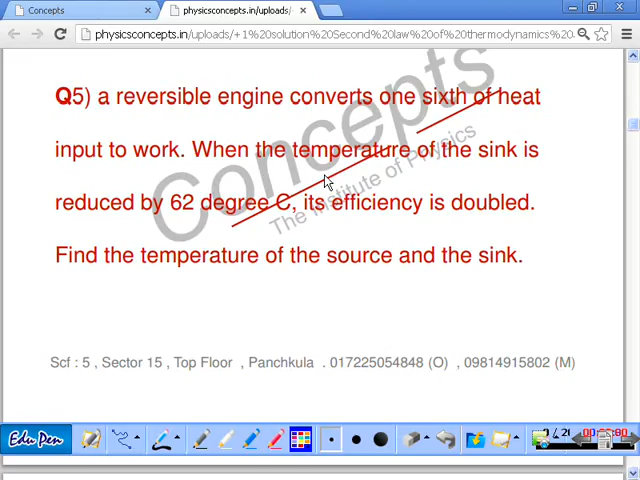 Concepts × physicsconcepts.in/uploads/ ×
physicsconcepts.in/uploads/+1%20solution%20Second%20law%20of%20thermodynamics%20
Concepts
The Institute of Physics
Q5) a reversible engine converts one sixth of heat
input to work. When the temperature of the sink is
reduced by 62 degree C, its efficiency is doubled.
Find the temperature of the source and the sink.
Scf : 5 , Sector 15 , Top Floor , Panchkula . 017225054848 (O) , 09814915802 (M)
Edu Pen